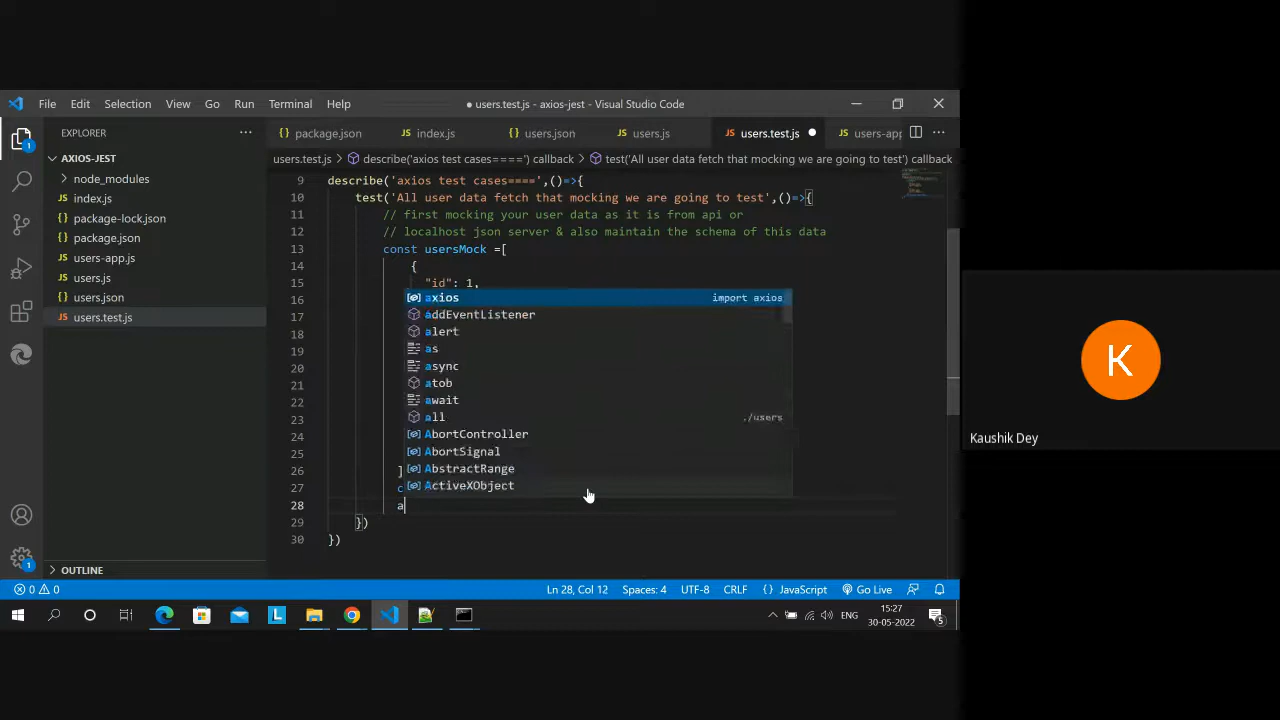 File Edit Selection View Go Run Terminal Help ● users.test.js - axios-jest - Visual Studio Code
EXPLORER
package.json index.js users.json users.js users.test.js users-app
AXIOS-JEST
node_modules
index.js
package-lock.json
package.json
users-app.js
users.js
users.json
users.test.js
OUTLINE
users.test.js > describe('axios test cases====') callback > test('All user data fetch that mocking we are going to test') callback
9 describe('axios test cases====',()=>{
10 test('All user data fetch that mocking we are going to test',()=>{
11 // first mocking your user data as it is from api or
12 // localhost json server & also maintain the schema of this data
13 const usersMock =[
14 {
15 "id": 1,
16 axios import axios
17 addEventListener
18 alert
19 as
20 async
21 atob
22 await
23 all ./users
24 AbortController
25 AbortSignal
26 ] AbstractRange
27 c ActiveXObject
28 a
29 })
30 })
1
1
0 0 Ln 28, Col 12 Spaces: 4 UTF-8 CRLF JavaScript Go Live
L ENG 15:27
30-05-2022 5
K
Kaushik Dey